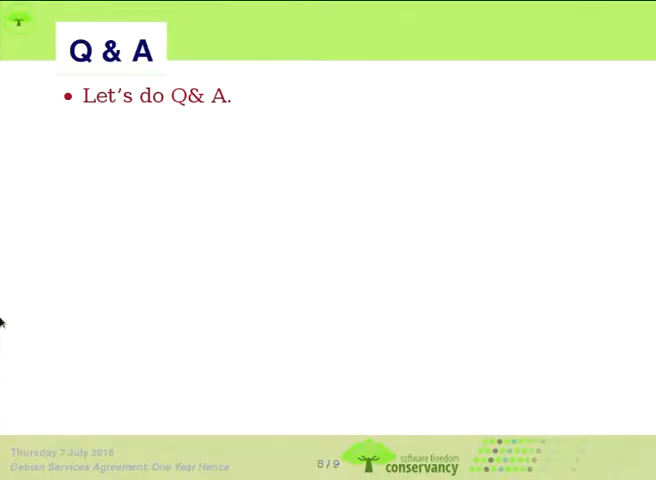 Q & A
• Let's do Q& A.
Thursday 7 July 2016
Debian Services Agreement: One Year Hence
8 / 9
software freedom
conservancy